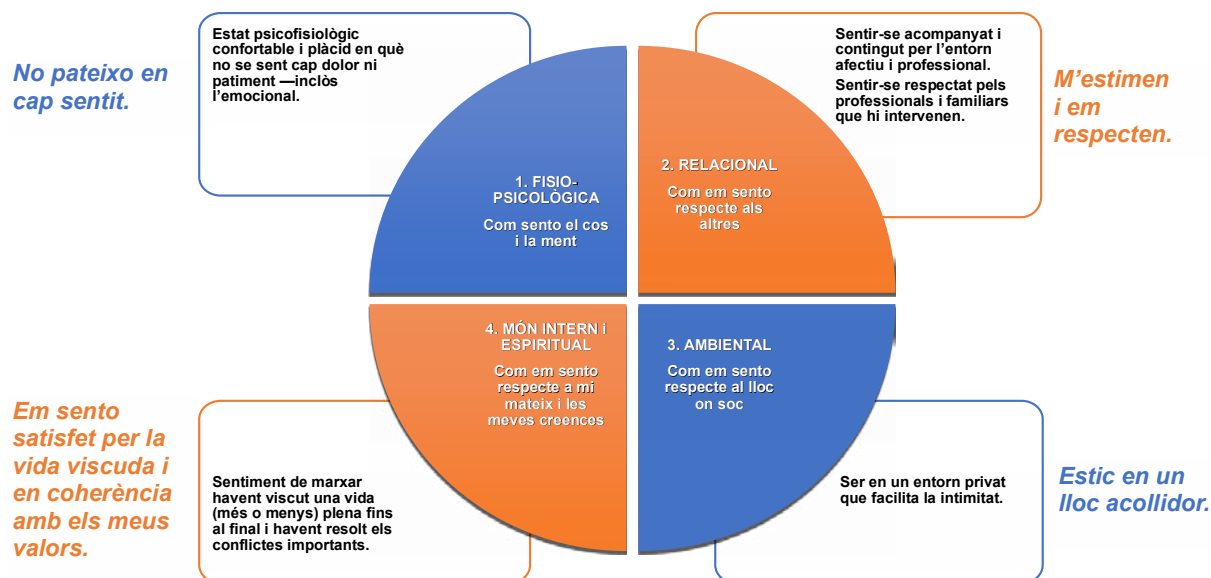 No pateixo en
cap sentit.
Estat psicofisiològic
confortable i plàcid en què
no se sent cap dolor ni
patiment —inclòs
l’emocional.
1. FISIO-
PSICOLÒGICA
Com sento el cos
i la ment
Sentir-se acompanyat i
contingut per l’entorn
afectiu i professional.
Sentir-se respectat pels
professionals i familiars
que hi intervenen.
M’estimen
i em
respecten.
2. RELACIONAL
Com em sento
respecte als
altres
4. MÓN INTERN i
ESPIRITUAL
Com em sento
respecte a mi
mateix i les
meves creences
3. AMBIENTAL
Com em sento
respecte al lloc
on soc
Em sento
satisfet per la
vida viscuda i
en coherència
amb els meus
valors.
Sentiment de marxar
havent viscut una vida
(més o menys) plena fins
al final i havent resolt els
conflictes importants.
Ser en un entorn privat
que facilita la intimitat.
Estic en un
lloc acollidor.